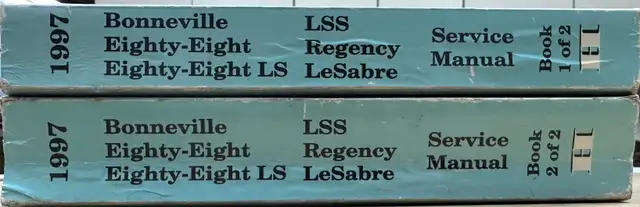 1997
Bonneville
Eighty-Eight
Eighty-Eight LS
LSS
Regency
LeSabre
Service
Manual
Book
1 of 2
H
1997
Bonneville
Eighty-Eight
Eighty-Eight LS
LSS
Regency
LeSabre
Service
Manual
Book
2 of 2
H